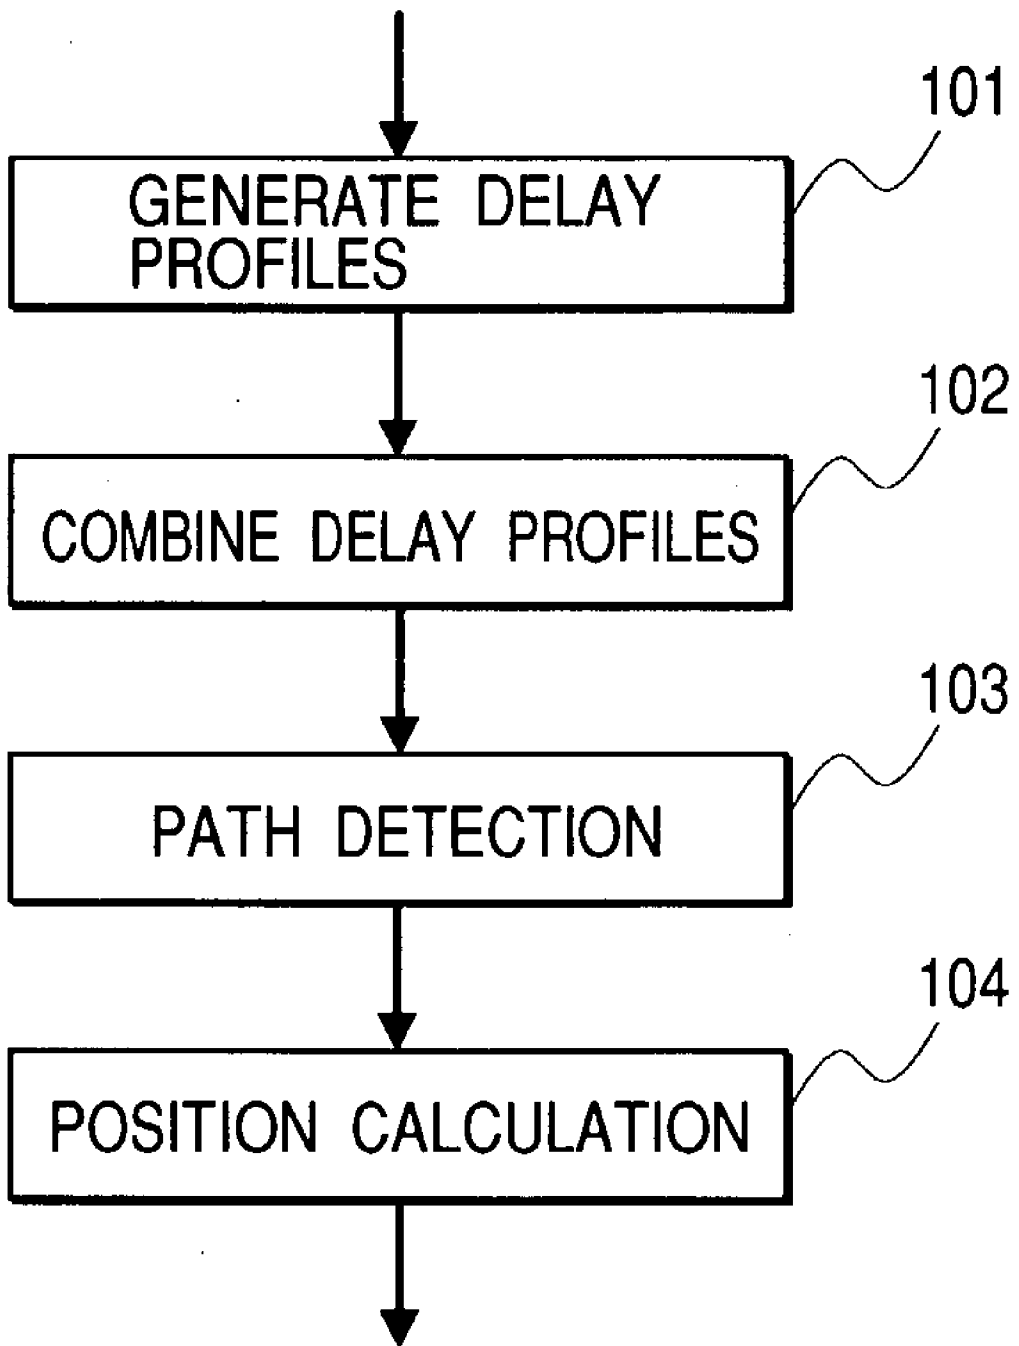 101
GENERATE DELAY
PROFILES
102
COMBINE DELAY PROFILES
103
PATH DETECTION
104
POSITION CALCULATION